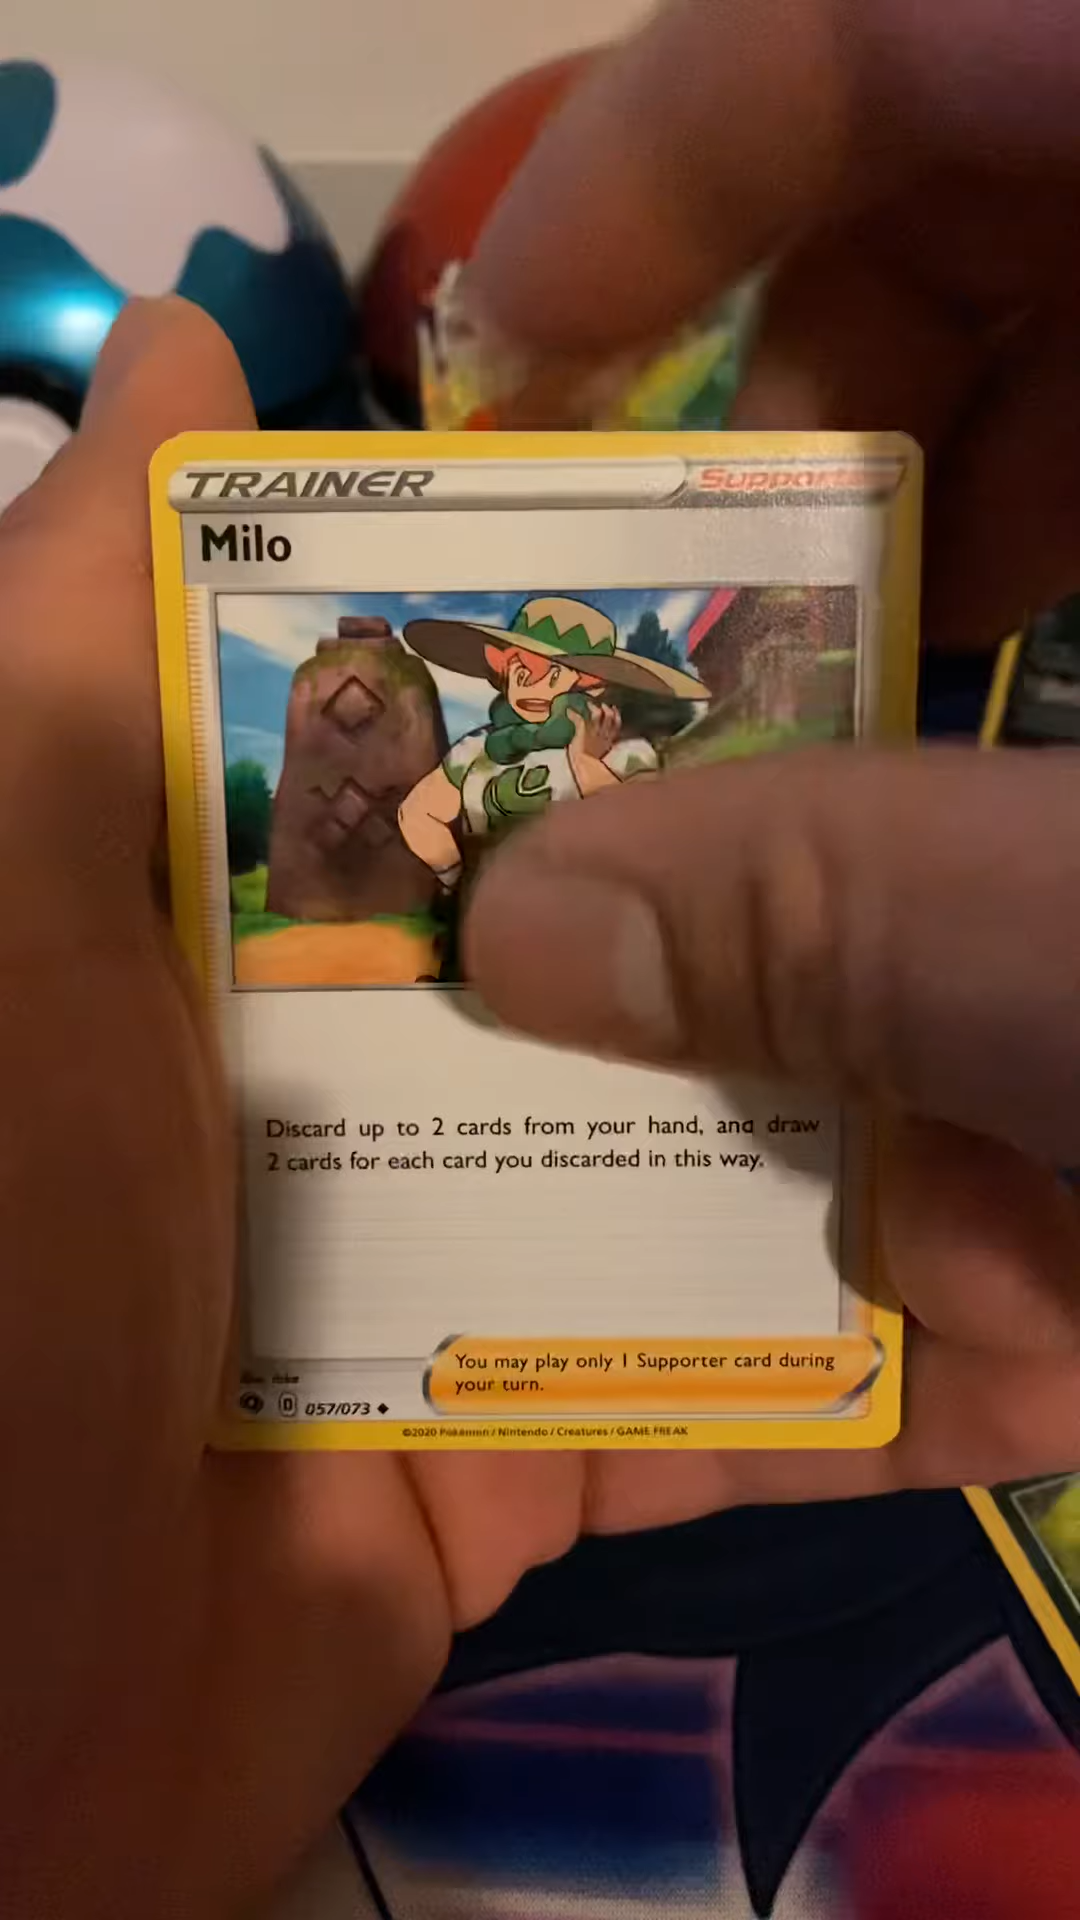 TRAINER
Supporter
Milo
Discard up to 2 cards from your hand, and draw
2 cards for each card you discarded in this way.
You may play only 1 Supporter card during
your turn.
D 057/073 ◆
©2020 Pokémon / Nintendo / Creatures / GAME FREAK